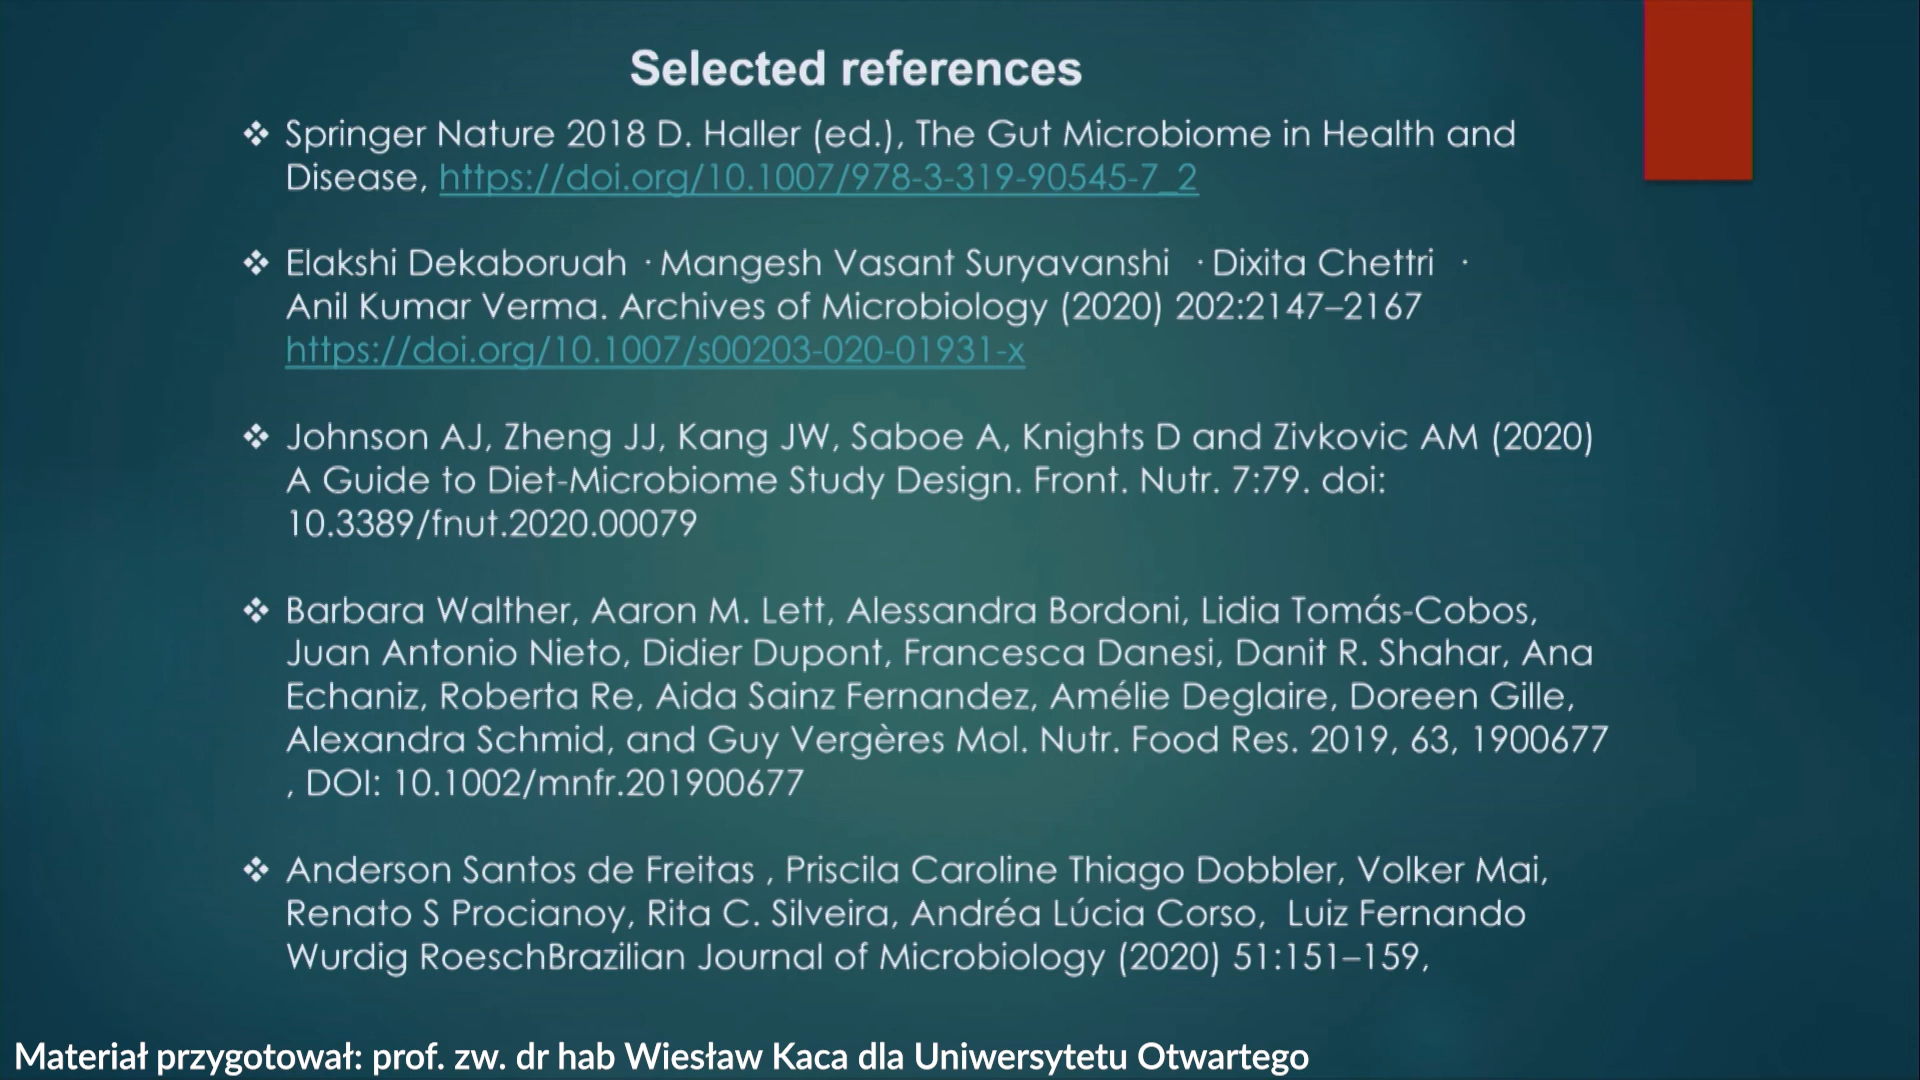 Selected references
❖ Springer Nature 2018 D. Haller (ed.), The Gut Microbiome in Health and
Disease, https://doi.org/10.1007/978-3-319-90545-7_2
❖ Elakshi Dekaboruah · Mangesh Vasant Suryavanshi · Dixita Chettri ·
Anil Kumar Verma. Archives of Microbiology (2020) 202:2147–2167
https://doi.org/10.1007/s00203-020-01931-x
❖ Johnson AJ, Zheng JJ, Kang JW, Saboe A, Knights D and Zivkovic AM (2020)
A Guide to Diet-Microbiome Study Design. Front. Nutr. 7:79. doi:
10.3389/fnut.2020.00079
❖ Barbara Walther, Aaron M. Lett, Alessandra Bordoni, Lidia Tomás-Cobos,
Juan Antonio Nieto, Didier Dupont, Francesca Danesi, Danit R. Shahar, Ana
Echaniz, Roberta Re, Aida Sainz Fernandez, Amélie Deglaire, Doreen Gille,
Alexandra Schmid, and Guy Vergères Mol. Nutr. Food Res. 2019, 63, 1900677
, DOI: 10.1002/mnfr.201900677
❖ Anderson Santos de Freitas , Priscila Caroline Thiago Dobbler, Volker Mai,
Renato S Procianoy, Rita C. Silveira, Andréa Lúcia Corso, Luiz Fernando
Wurdig RoeschBrazilian Journal of Microbiology (2020) 51:151–159,
Materiał przygotował: prof. zw. dr hab Wiesław Kaca dla Uniwersytetu Otwartego